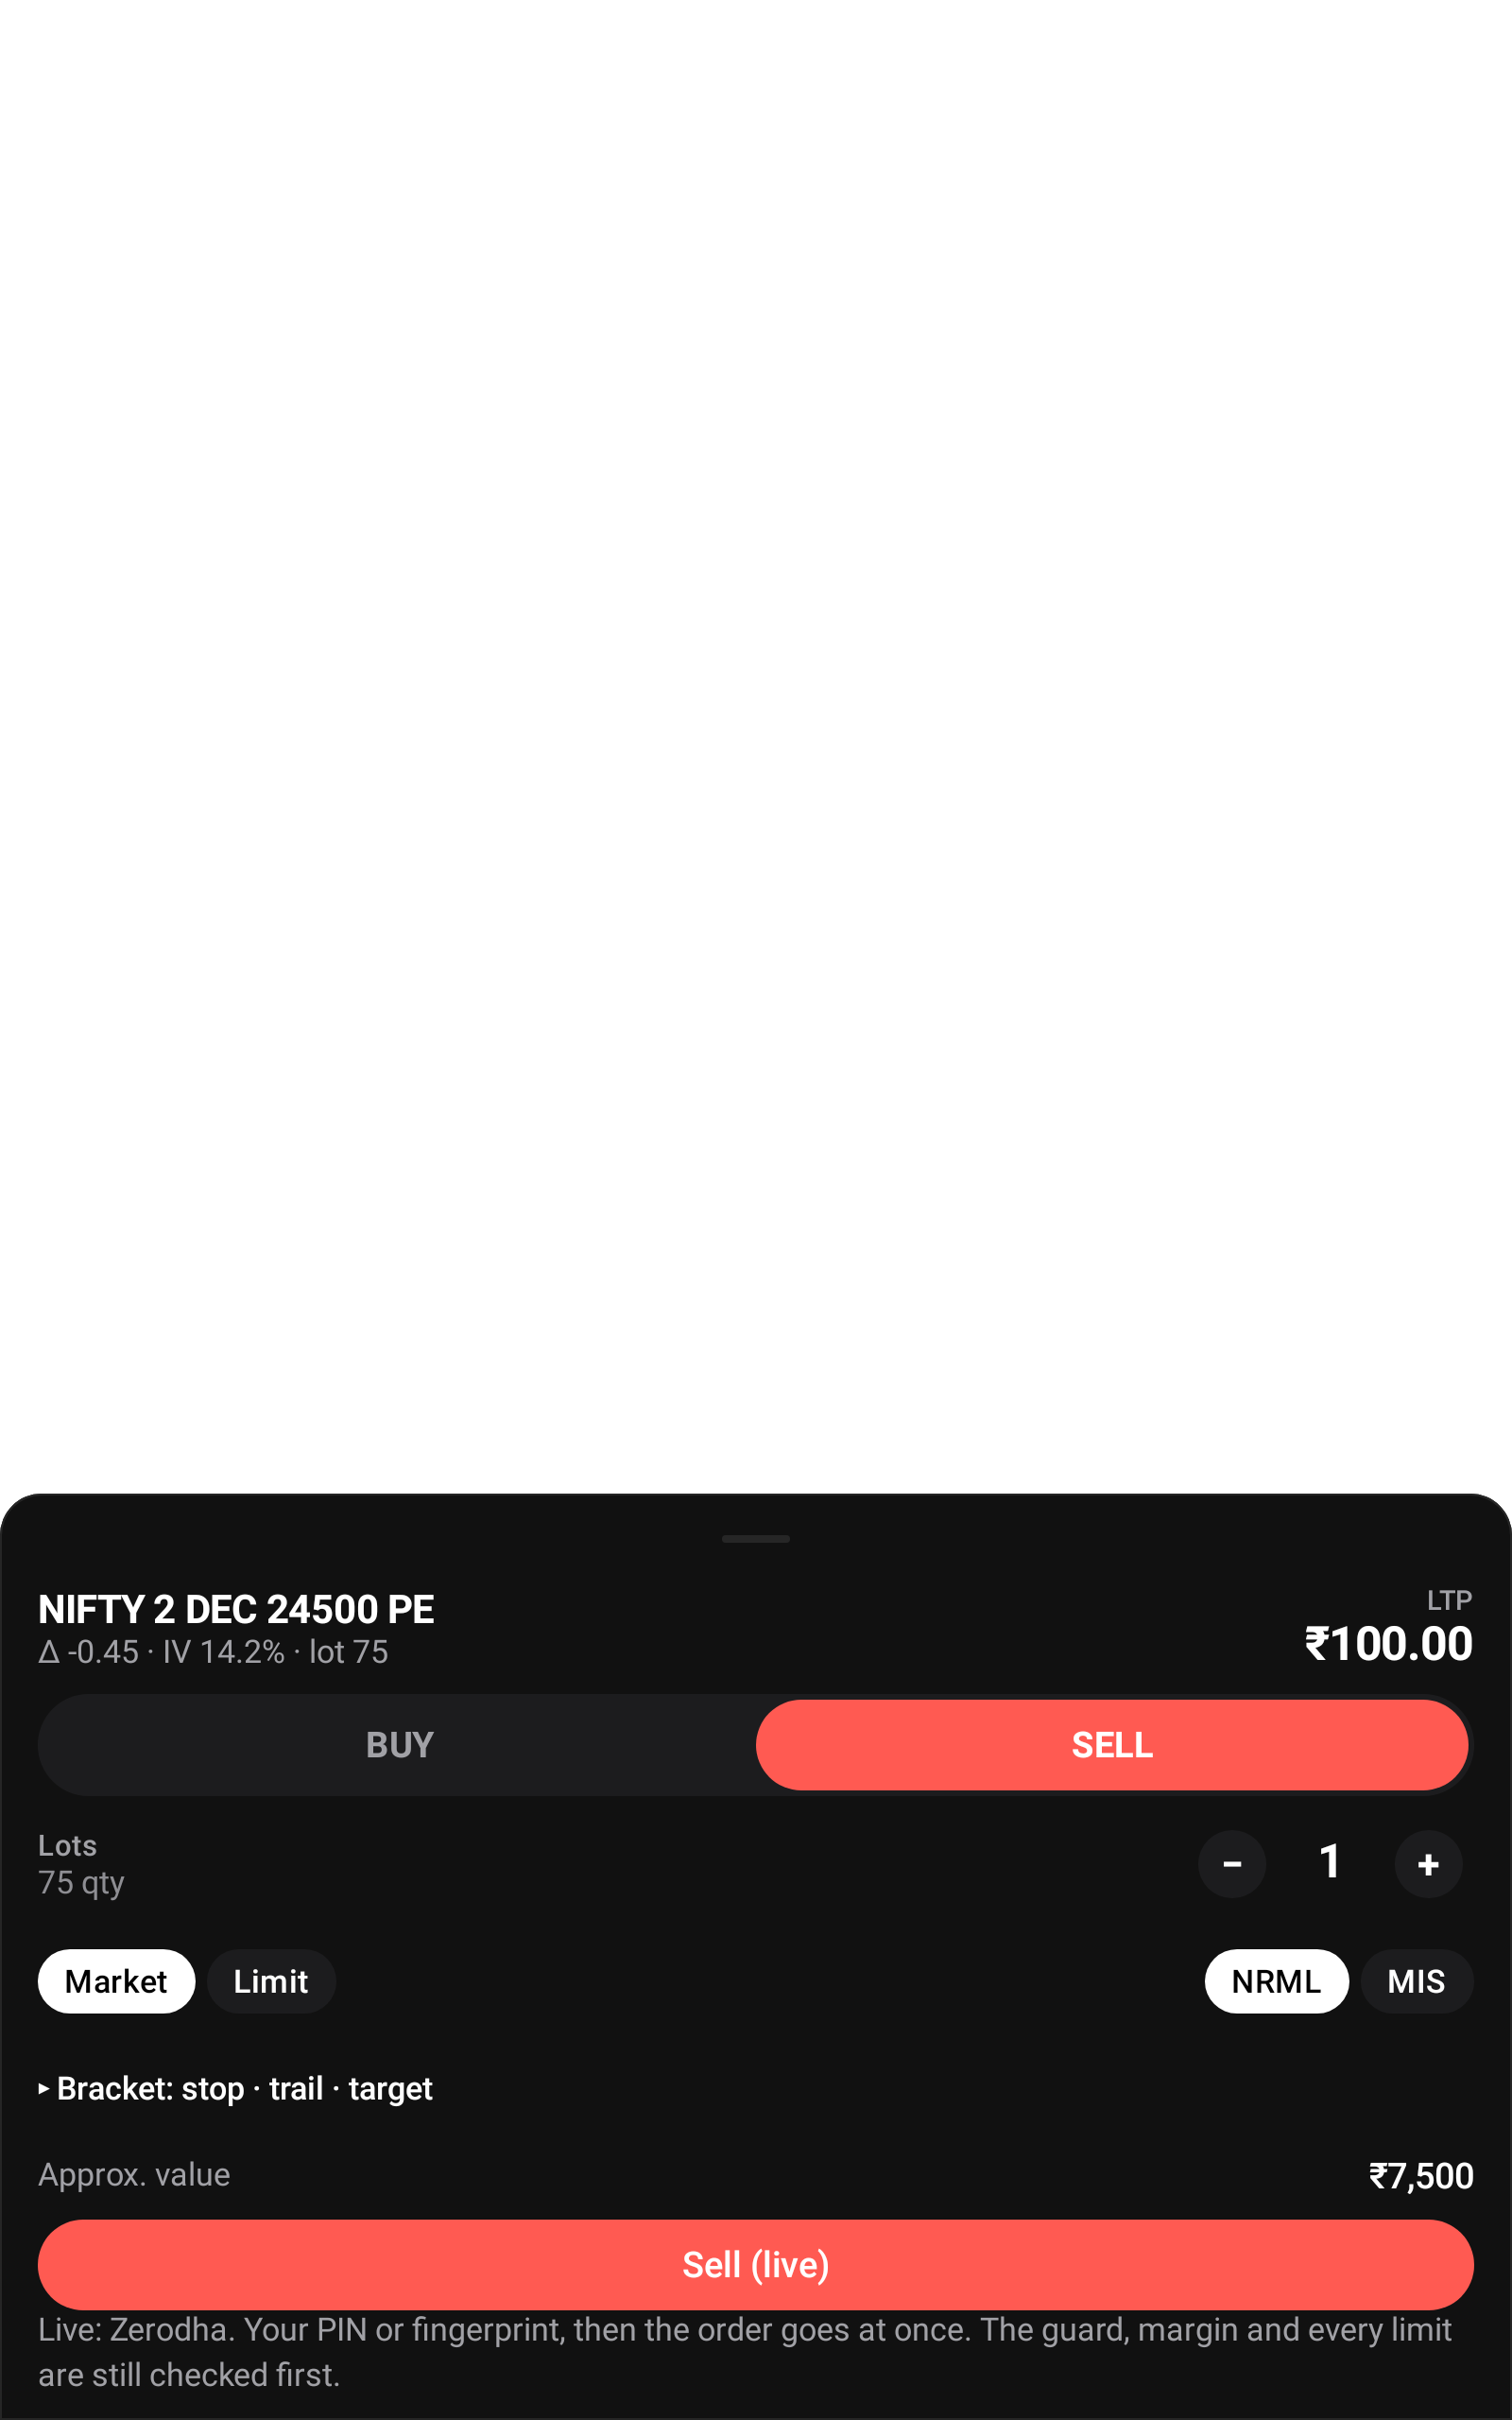 NIFTY 2 DEC 24500 PE
LTP
Δ -0.45 · IV 14.2% · lot 75
₹100.00
BUY
SELL
Lots
75 qty
−
1
+
Market
Limit
NRML
MIS
▸ Bracket: stop · trail · target
Approx. value
₹7,500
Sell (live)
Live: Zerodha. Your PIN or fingerprint, then the order goes at once. The guard, margin and every limit
are still checked first.